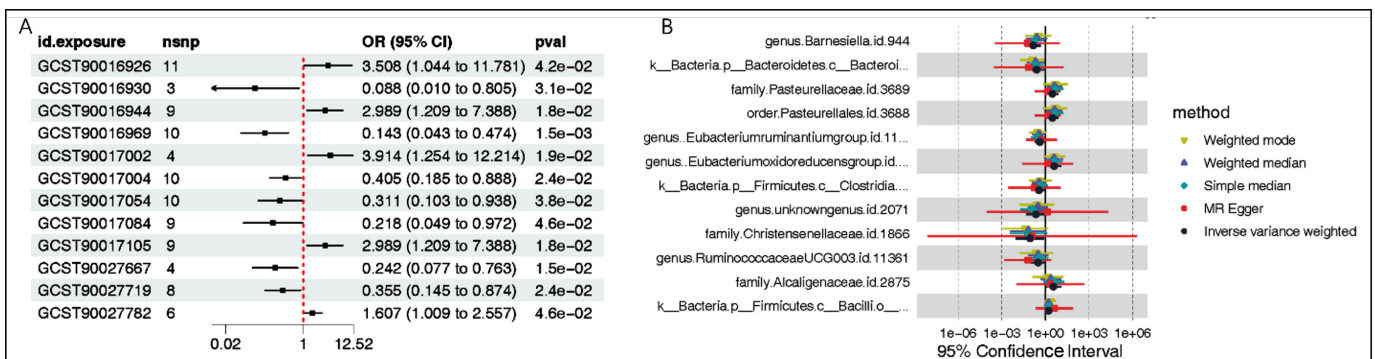 A
id.exposure nsnp OR (95% CI) pval
GCST90016926 11 3.508 (1.044 to 11.781) 4.2e−02
GCST90016930 3 0.088 (0.010 to 0.805) 3.1e−02
GCST90016944 9 2.989 (1.209 to 7.388) 1.8e−02
GCST90016969 10 0.143 (0.043 to 0.474) 1.5e−03
GCST90017002 4 3.914 (1.254 to 12.214) 1.9e−02
GCST90017004 10 0.405 (0.185 to 0.888) 2.4e−02
GCST90017054 10 0.311 (0.103 to 0.938) 3.8e−02
GCST90017084 9 0.218 (0.049 to 0.972) 4.6e−02
GCST90017105 9 2.989 (1.209 to 7.388) 1.8e−02
GCST90027667 4 0.242 (0.077 to 0.763) 1.5e−02
GCST90027719 8 0.355 (0.145 to 0.874) 2.4e−02
GCST90027782 6 1.607 (1.009 to 2.557) 4.6e−02
0.02 1 12.52
B
genus.Barnesiella.id.944
k__Bacteria.p__Bacteroidetes.c__Bacteroi...
family.Pasteurellaceae.id.3689
order.Pasteurellales.id.3688
genus..Eubacteriumruminantiumgroup.id.11...
genus..Eubacteriumoxidoreducensgroup.id....
k__Bacteria.p__Firmicutes.c__Clostridia....
genus.unknowngenus.id.2071
family.Christensenellaceae.id.1866
genus.RuminococcaceaeUCG003.id.11361
family.Alcaligenaceae.id.2875
k__Bacteria.p__Firmicutes.c__Bacilli.o__...
1e−06 1e−03 1e+00 1e+03 1e+06
95% Confidence Interval
method
Weighted mode
Weighted median
Simple median
MR Egger
Inverse variance weighted